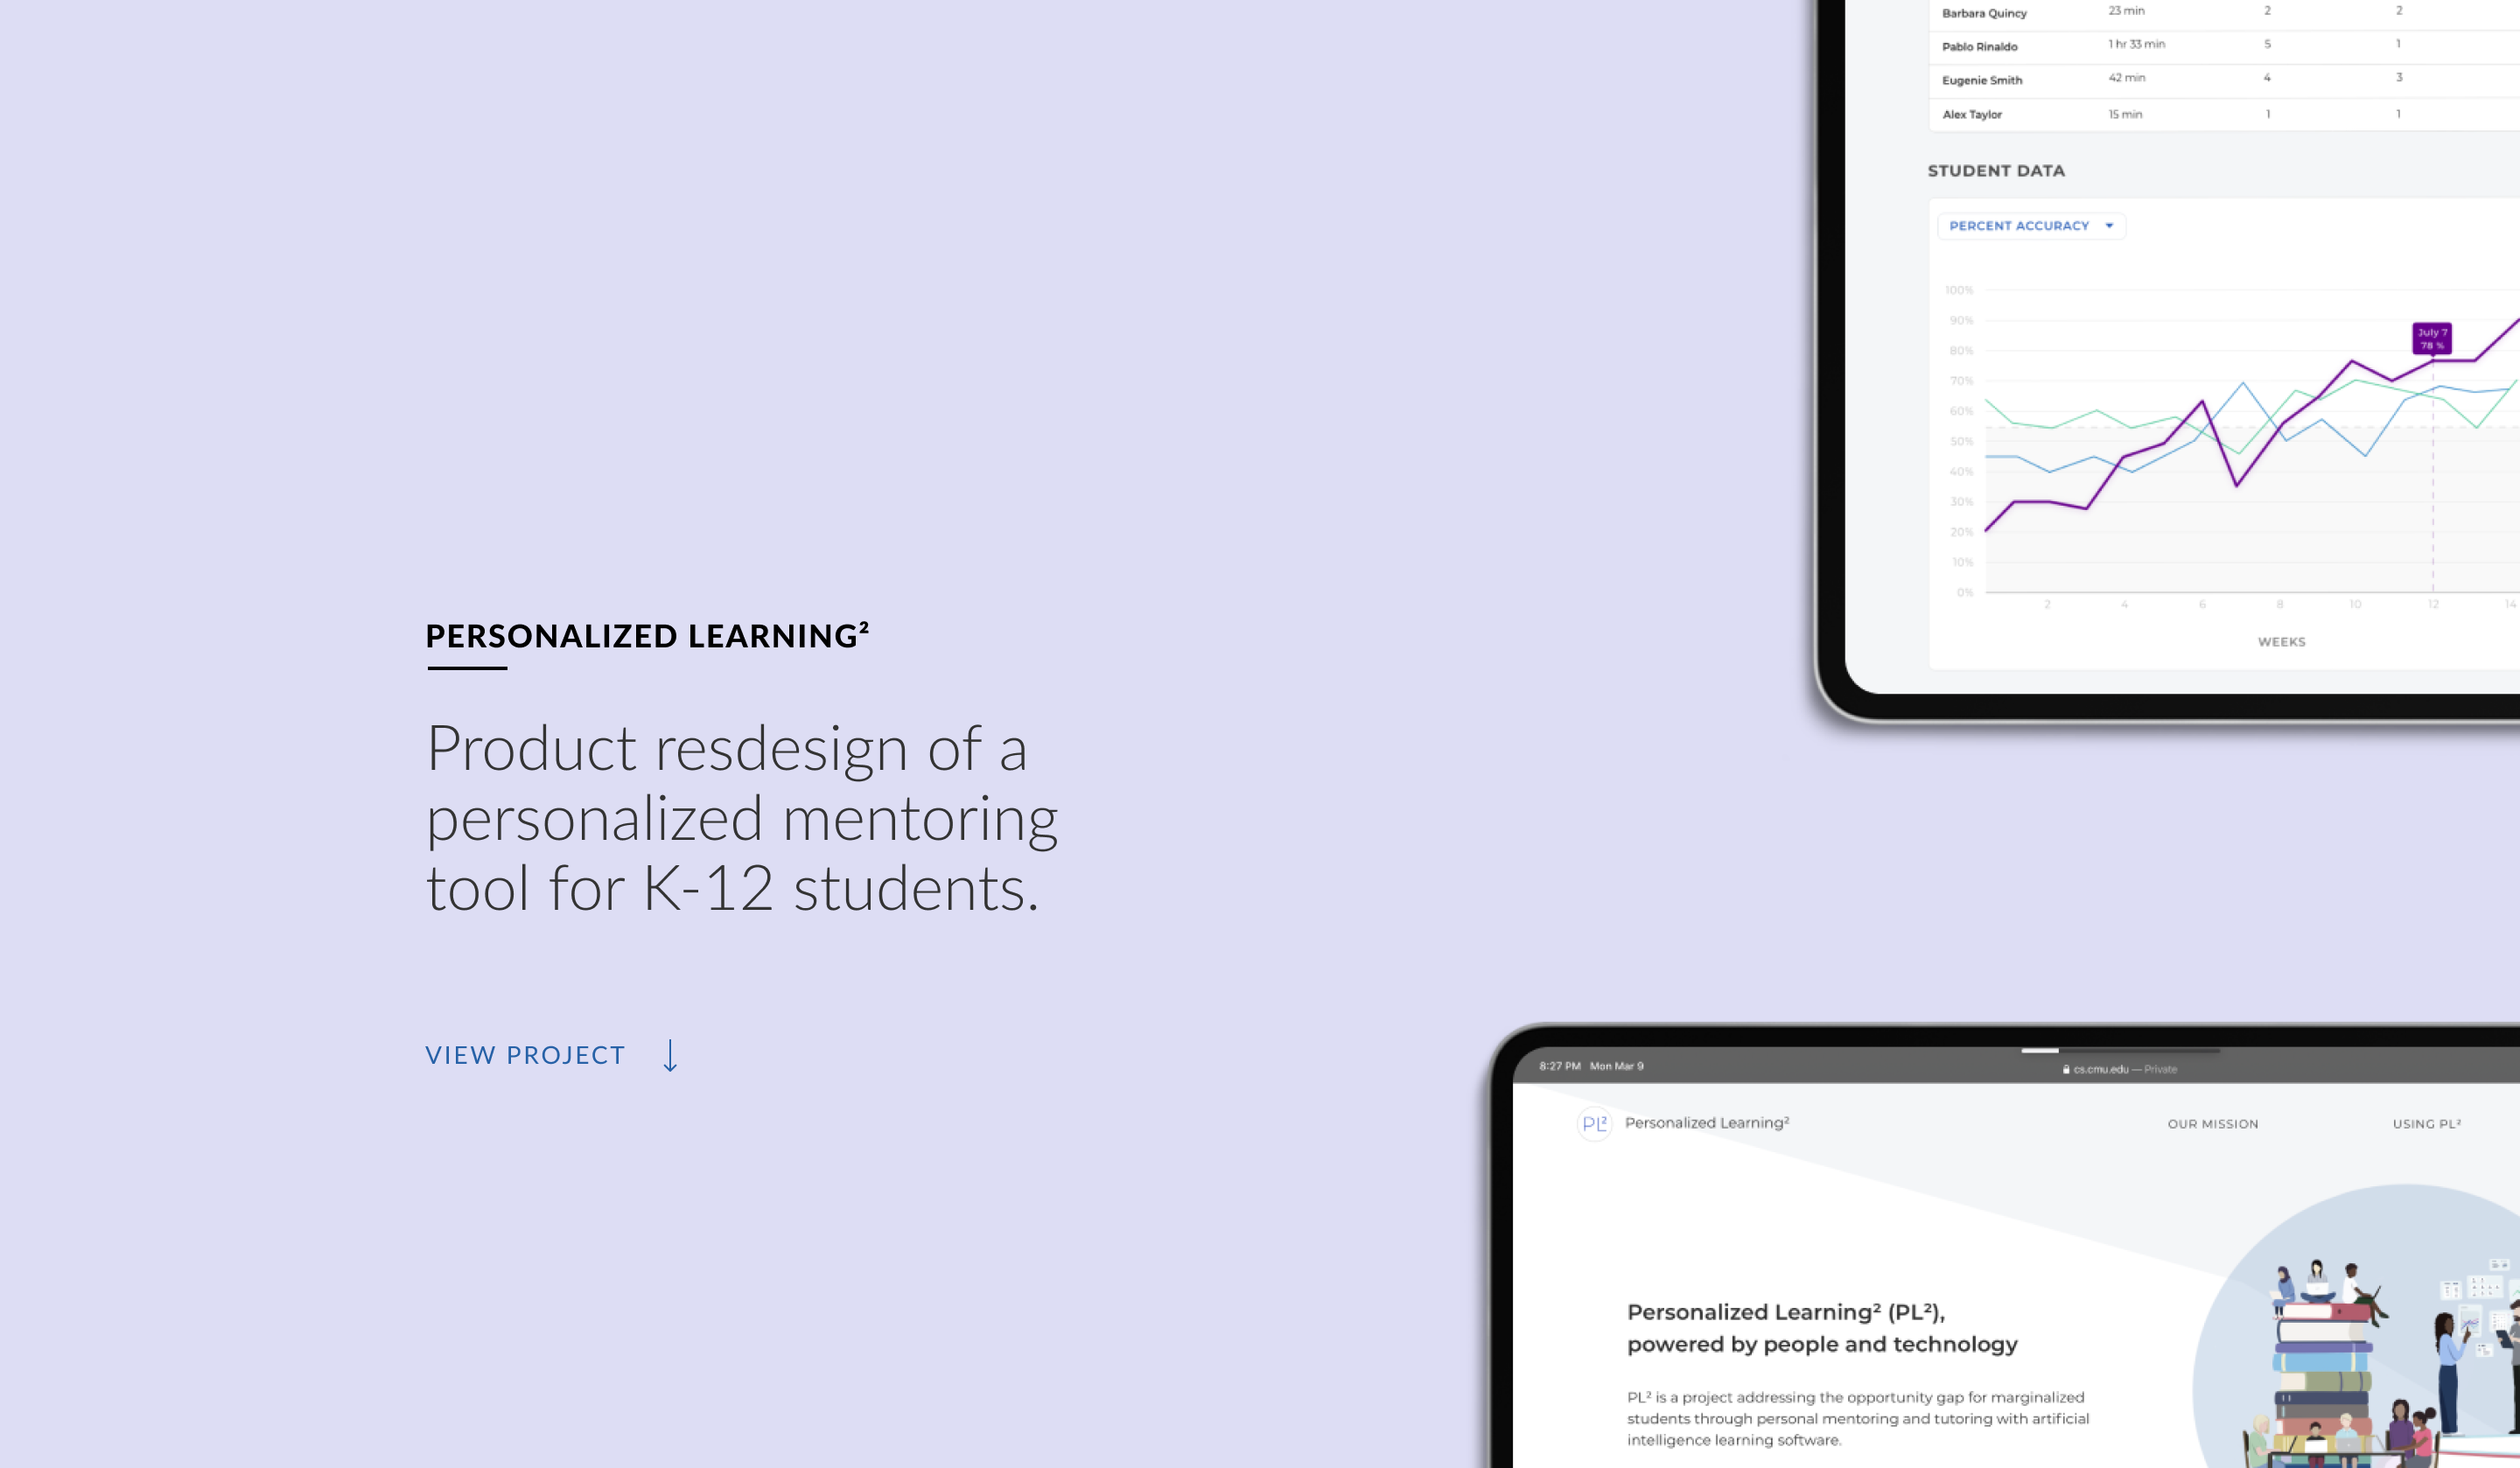 PERSONALIZED LEARNING²
Product resdesign of a
personalized mentoring
tool for K-12 students.
VIEW PROJECT ↓
Barbara Quincy 23 min 2 2
Pablo Rinaldo 1 hr 33 min 5 1
Eugenie Smith 42 min 4 3
Alex Taylor 15 min 1 1
STUDENT DATA
PERCENT ACCURACY
100%
90%
80%
70%
60%
50%
40%
30%
20%
10%
0%
July 7
78 %
2 4 6 8 10 12 14
WEEKS
8:27 PM Mon Mar 9
cs.cmu.edu — Private
PL² Personalized Learning² OUR MISSION USING PL²
Personalized Learning² (PL²),
powered by people and technology
PL² is a project addressing the opportunity gap for marginalized
students through personal mentoring and tutoring with artificial
intelligence learning software.